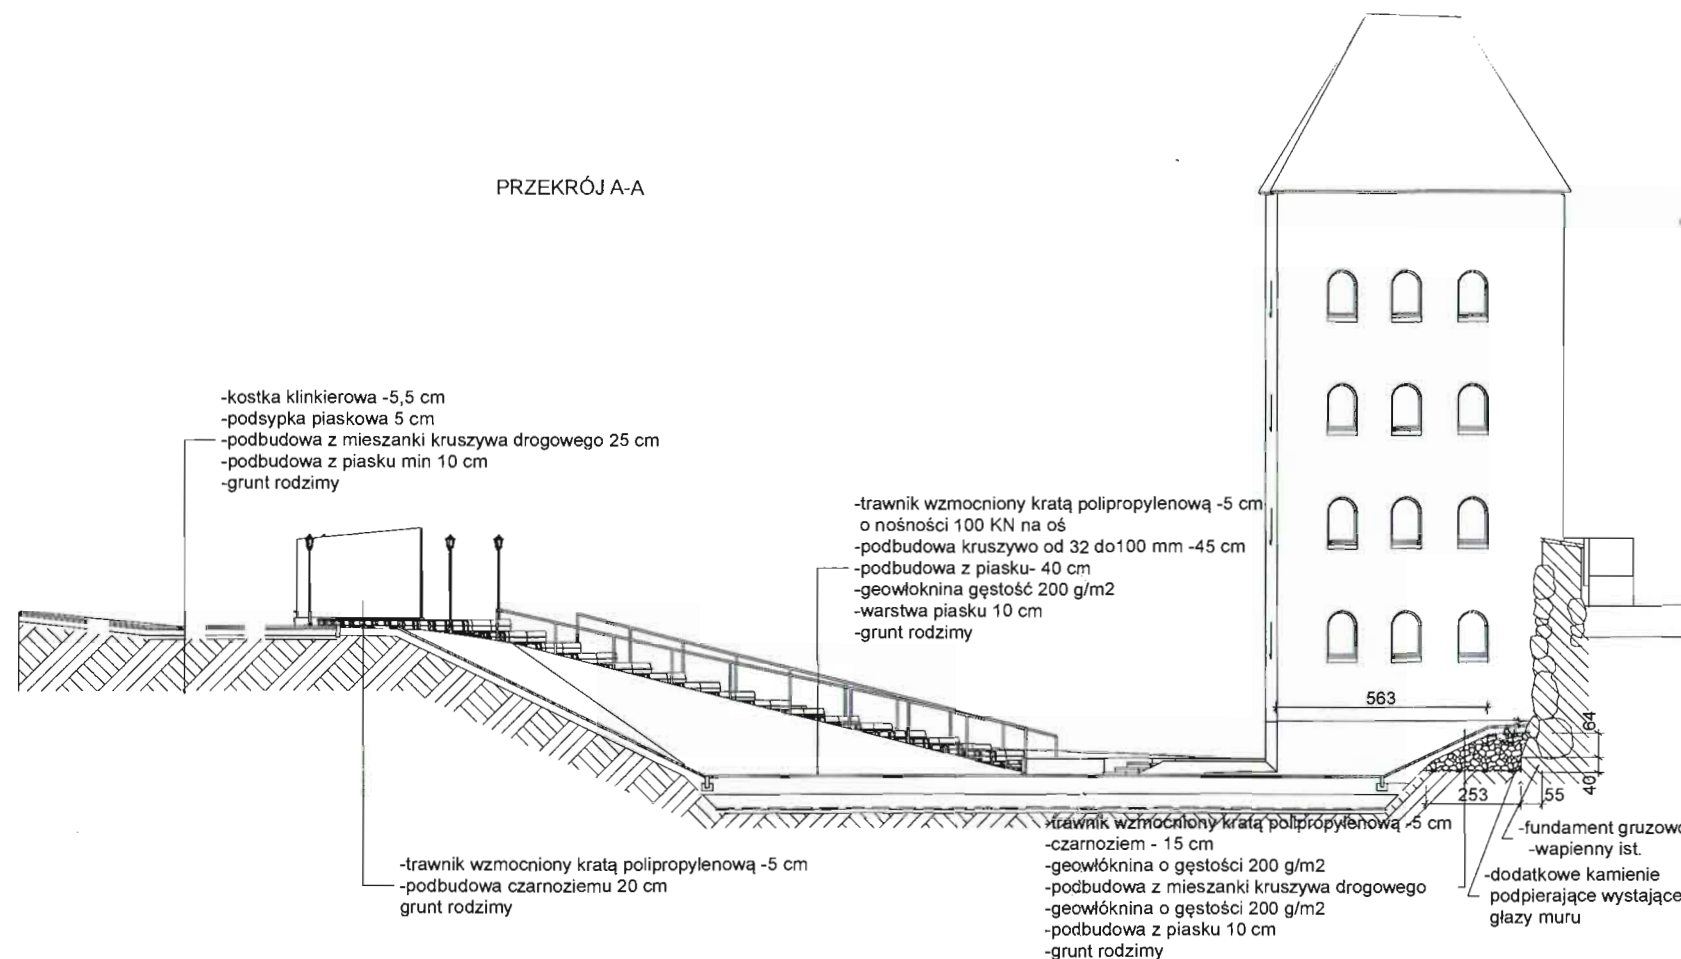 PRZEKRÓJ A-A
-kostka klinkierowa -5,5 cm
-podsypka piaskowa 5 cm
-podbudowa z mieszanki kruszywa drogowego 25 cm
-podbudowa z piasku min 10 cm
-grunt rodzimy
-trawnik wzmocniony kratą polipropylenową -5 cm
o nośności 100 KN na oś
-podbudowa kruszywo od 32 do100 mm -45 cm
-podbudowa z piasku- 40 cm
-geowłoknina gęstość 200 g/m2
-warstwa piasku 10 cm
-grunt rodzimy
563
64
40
253
55
-trawnik wzmocniony kratą polipropylenową -5 cm
-podbudowa czarnoziemu 20 cm
grunt rodzimy
-trawnik wzmocniony kratą polipropylenową -5 cm
-czarnoziem - 15 cm
-geowłóknina o gęstości 200 g/m2
-podbudowa z mieszanki kruszywa drogowego
-geowłóknina o gęstości 200 g/m2
-podbudowa z piasku 10 cm
-grunt rodzimy
-fundament gruzowo
-wapienny ist.
-dodatkowe kamienie
podpierające wystające
głazy muru